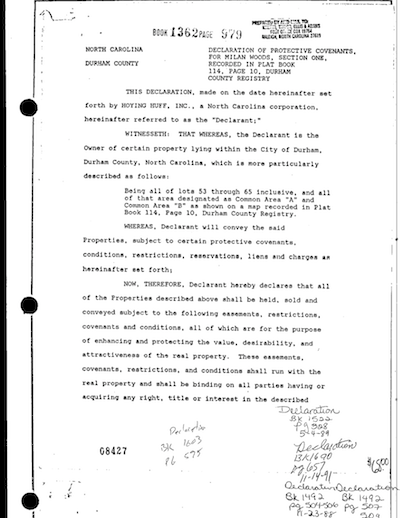 BOOK 1362 PAGE 979
NORTH CAROLINA
DURHAM COUNTY
DECLARATION OF PROTECTIVE COVENANTS,
FOR MILAN WOODS, SECTION ONE,
RECORDED IN PLAT BOOK
114, PAGE 10, DURHAM
COUNTY REGISTRY
THIS DECLARATION, made on the date hereinafter set
forth by HOYING HUFF, INC., a North Carolina corporation,
hereinafter referred to as the "Declarant;"
WITNESSETH: THAT WHEREAS, the Declarant is the
Owner of certain property lying within the City of Durham,
Durham County, North Carolina, which is more particularly
described as follows:
Being all of lots 53 through 65 inclusive, and all
of that area designated as Common Area "A" and
Common Area "B" as shown on a map recorded in Plat
Book 114, Page 10, Durham County Registry.
WHEREAS, Declarant will convey the said
Properties, subject to certain protective covenants,
conditions, restrictions, reservations, liens and charges as
hereinafter set forth;
NOW, THEREFORE, Declarant hereby declares that all
of the Properties described above shall be held, sold and
conveyed subject to the following easements, restrictions,
covenants and conditions, all of which are for the purpose
of enhancing and protecting the value, desirability, and
attractiveness of the real property. These easements,
covenants, restrictions, and conditions shall run with the
real property and shall be binding on all parties having or
acquiring any right, title or interest in the described
Declaration
BK 1522
Pg 508
Declaration
BK 1603
PG 675
08427
Declaration
BK 1690
pg 657
11-14-91
Declaration
BK 1492
pg 504-506
11-23-88
Declaration
BK 1492
pg 507